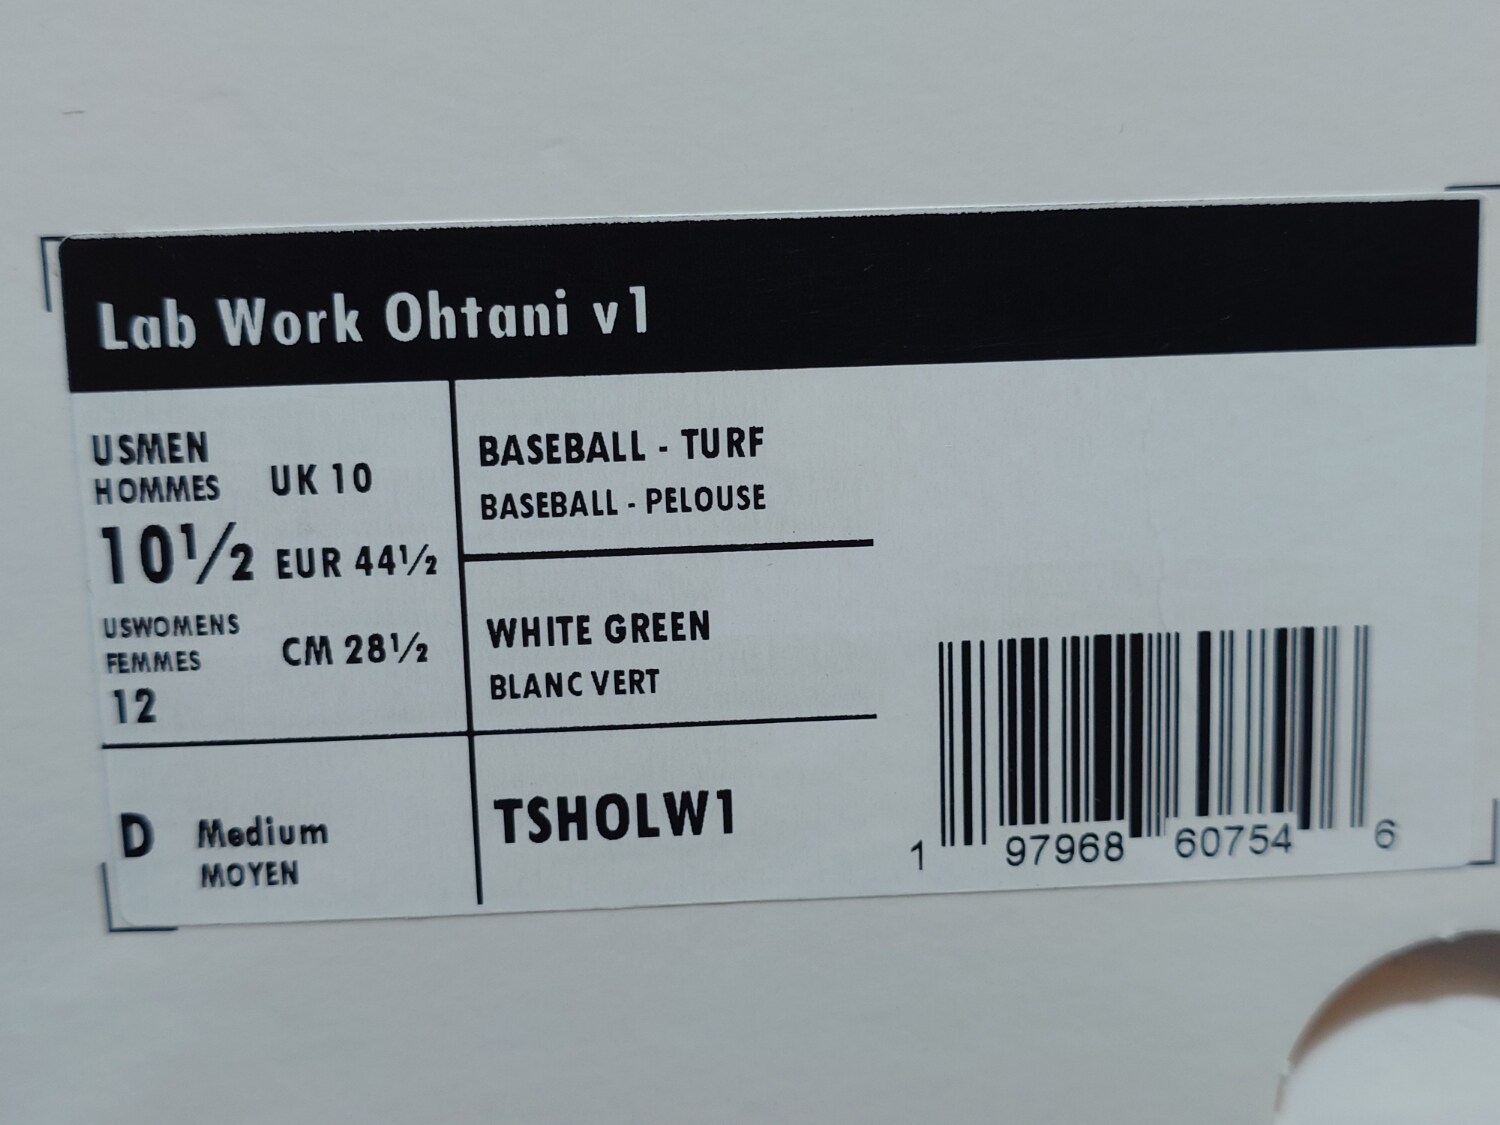 Lab Work Ohtani v1
USMEN
HOMMES
10½
UK 10
EUR 44½
USWOMENS
FEMMES
12
CM 28½
BASEBALL - TURF
BASEBALL - PELOUSE
WHITE GREEN
BLANC VERT
D Medium
MOYEN
TSHOLW1
1 97968 60754 6